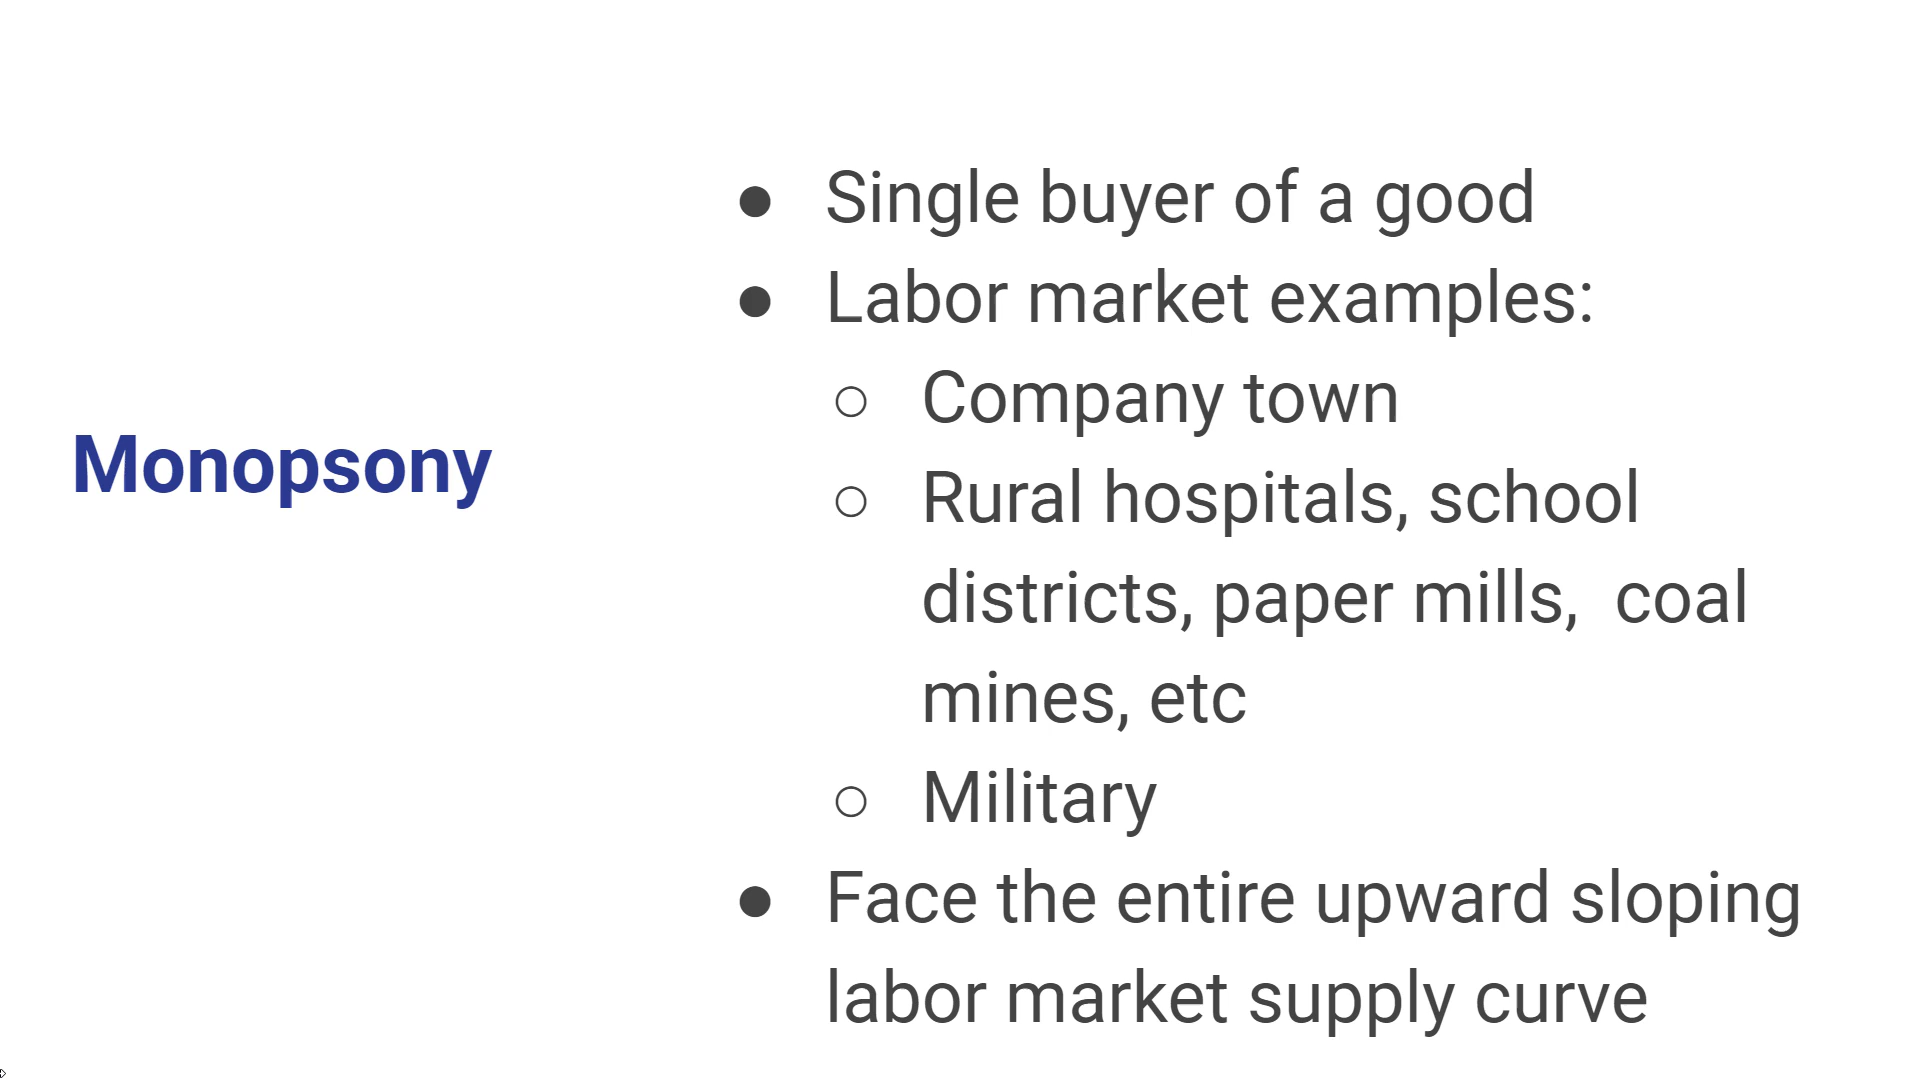 Monopsony
● Single buyer of a good
● Labor market examples:
○ Company town
○ Rural hospitals, school
districts, paper mills,  coal
mines, etc
○ Military
● Face the entire upward sloping
labor market supply curve